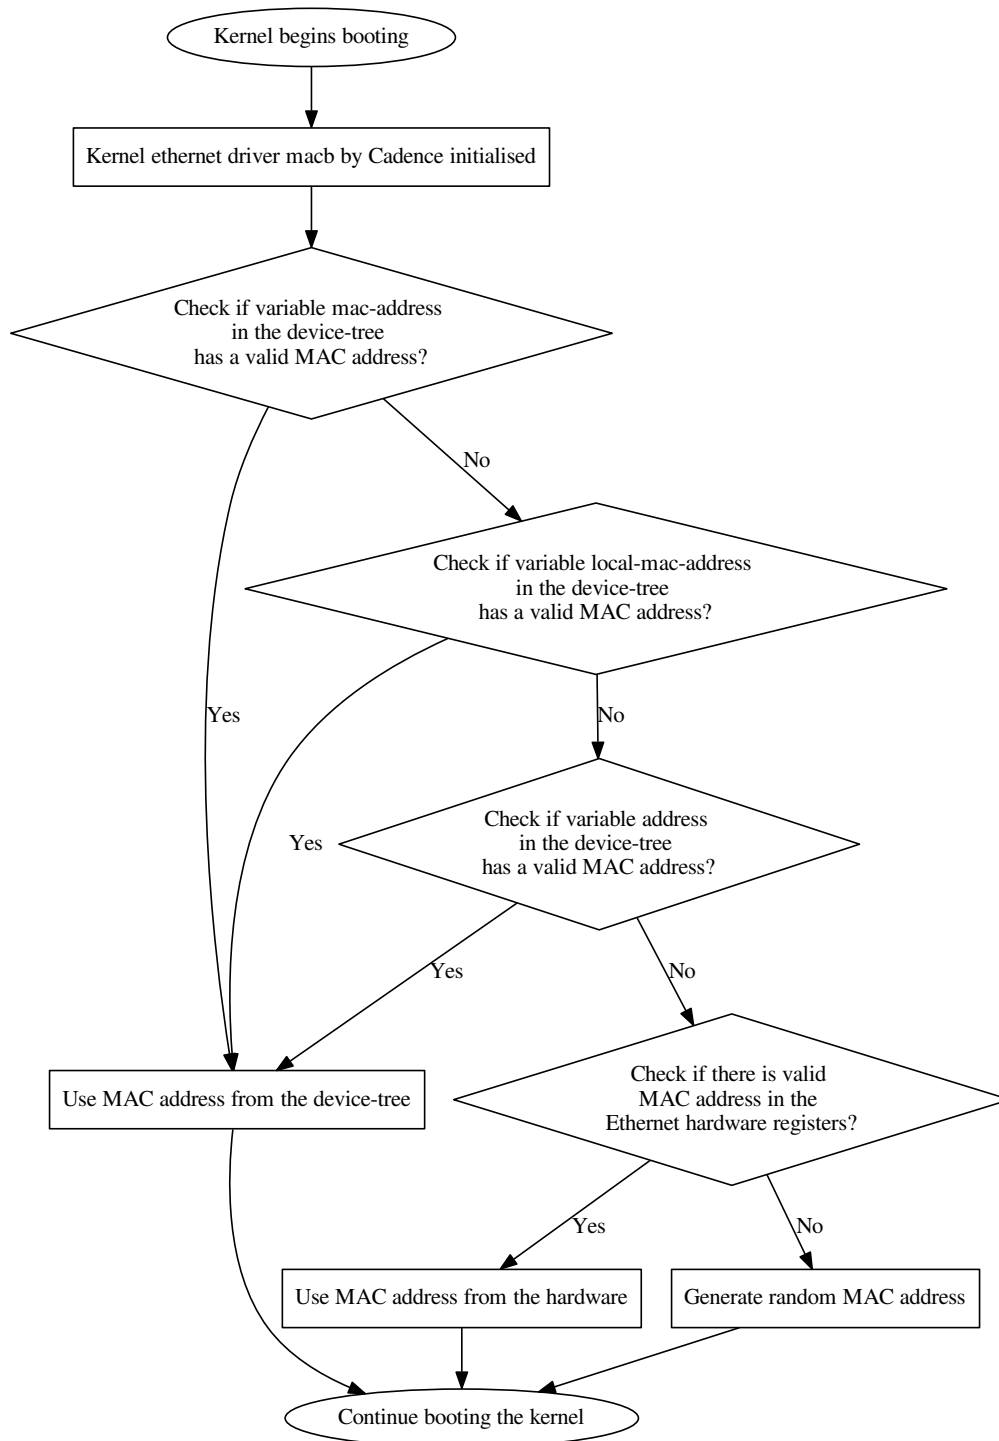 Kernel begins booting
Kernel ethernet driver macb by Cadence initialised
Check if variable mac-address
in the device-tree
has a valid MAC address?
No
Check if variable local-mac-address
in the device-tree
has a valid MAC address?
Yes
No
Check if variable address
in the device-tree
has a valid MAC address?
Yes
Yes
No
Check if there is valid
MAC address in the
Ethernet hardware registers?
Use MAC address from the device-tree
Yes
No
Use MAC address from the hardware
Generate random MAC address
Continue booting the kernel